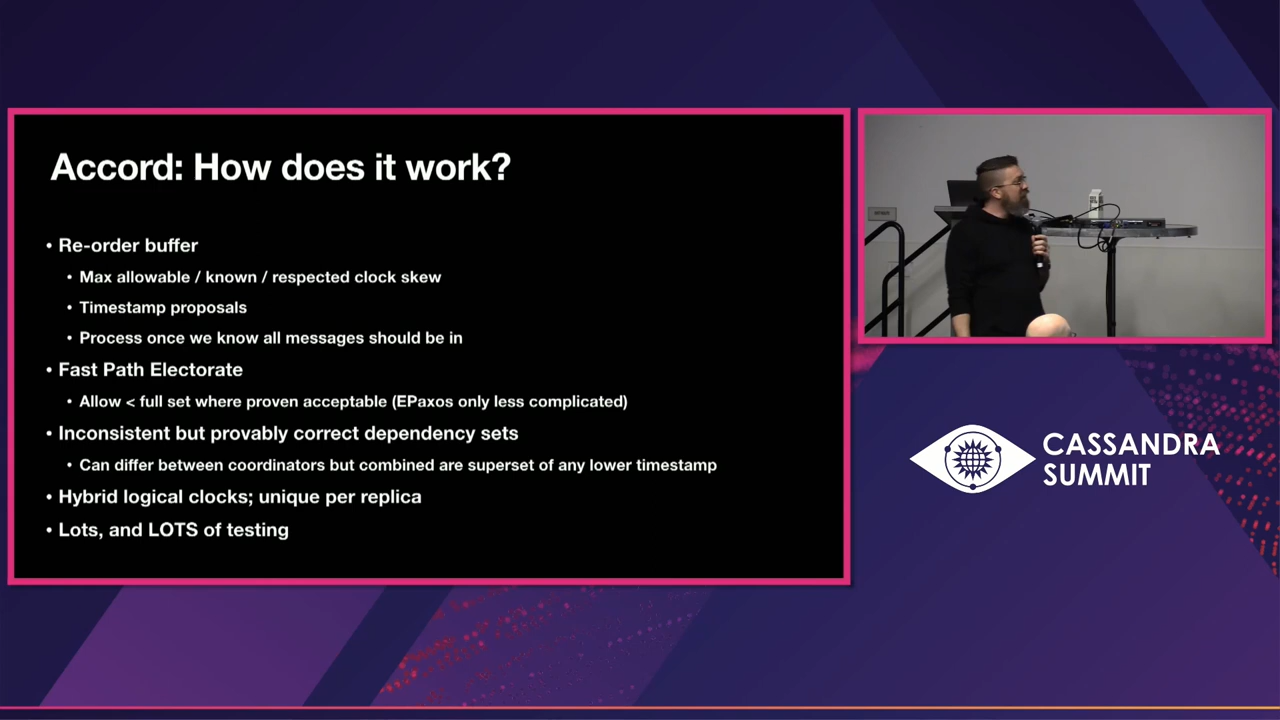 Accord: How does it work?
• Re-order buffer
• Max allowable / known / respected clock skew
• Timestamp proposals
• Process once we know all messages should be in
• Fast Path Electorate
• Allow < full set where proven acceptable (EPaxos only less complicated)
• Inconsistent but provably correct dependency sets
• Can differ between coordinators but combined are superset of any lower timestamp
• Hybrid logical clocks; unique per replica
• Lots, and LOTS of testing
CASSANDRA
SUMMIT